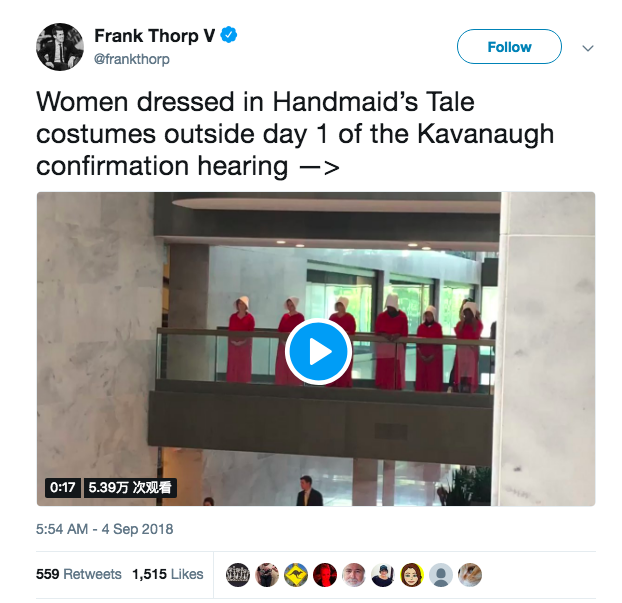 Frank Thorp V
@frankthorp
Follow
Women dressed in Handmaid’s Tale
costumes outside day 1 of the Kavanaugh
confirmation hearing —>
0:17 5.39万 次观看
5:54 AM - 4 Sep 2018
559 Retweets 1,515 Likes